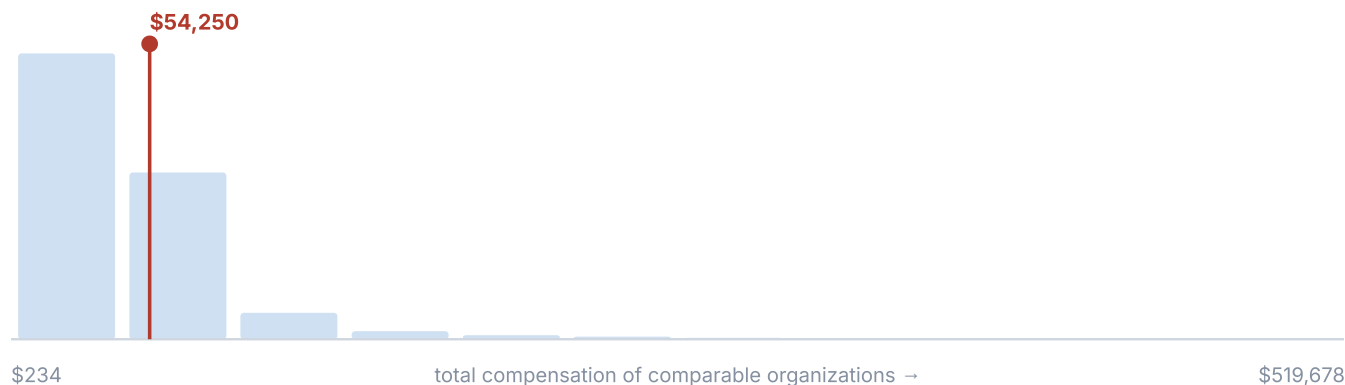 $54,250
$234 total compensation of comparable organizations → $519,678